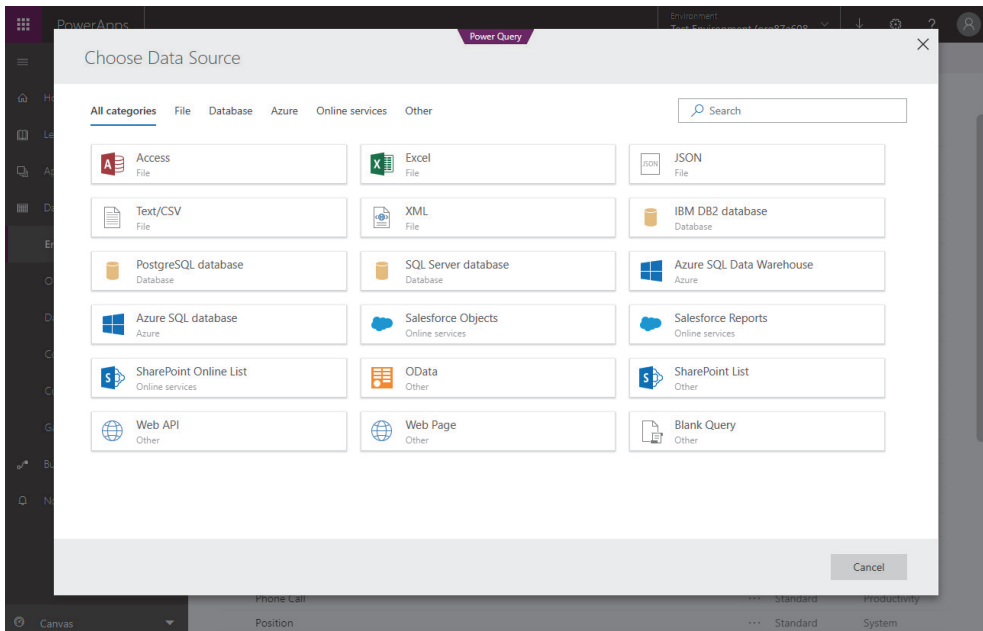 PowerApps
Environment
Power Query
Choose Data Source
All categories File Database Azure Online services Other
Search
Access
File
Excel
File
JSON
JSON
File
Text/CSV
File
XML
File
IBM DB2 database
Database
PostgreSQL database
Database
SQL Server database
Database
Azure SQL Data Warehouse
Azure
Azure SQL database
Azure
Salesforce Objects
Online services
Salesforce Reports
Online services
SharePoint Online List
Online services
OData
Other
SharePoint List
Other
Web API
Other
Web Page
Other
Blank Query
Other
Cancel
Phone Call ... Standard Productivity
Canvas
Position ... Standard System